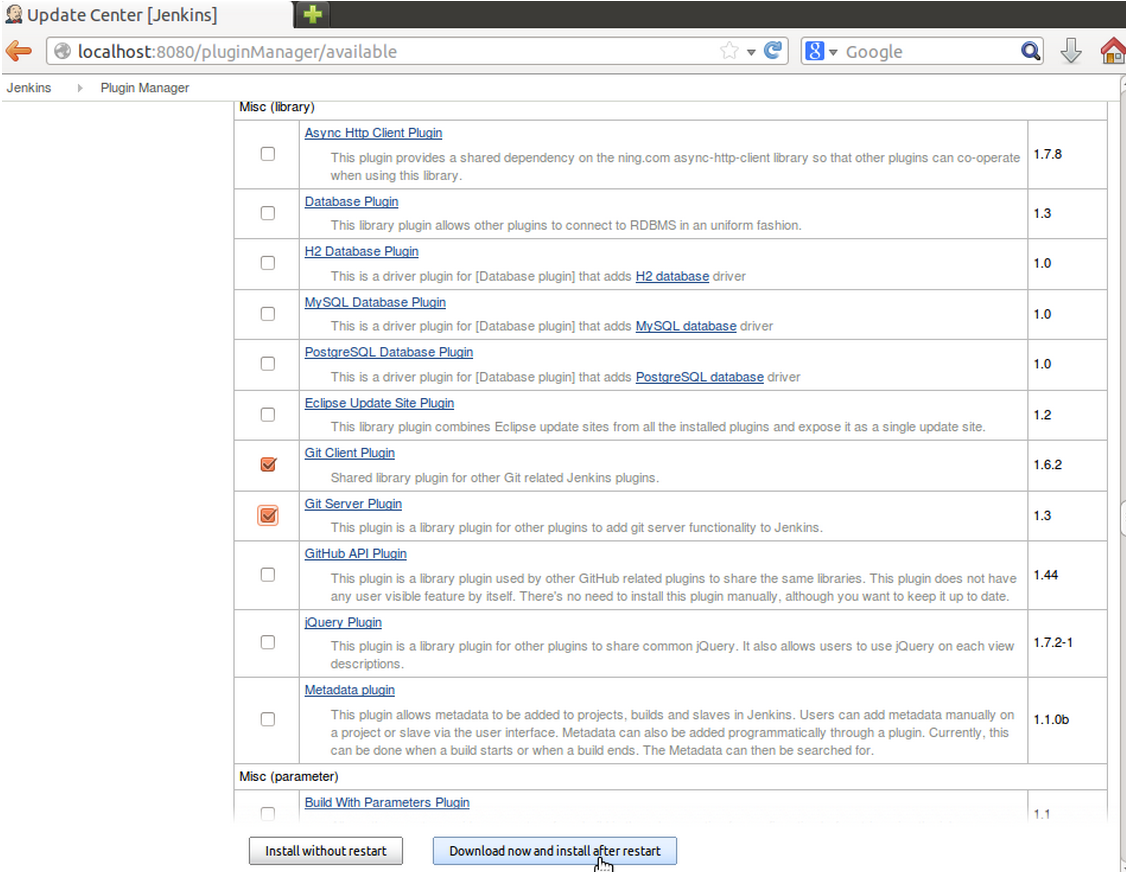 Update Center [Jenkins]
localhost:8080/pluginManager/available
Google
Jenkins Plugin Manager
Misc (library)
Async Http Client Plugin
This plugin provides a shared dependency on the ning.com async-http-client library so that other plugins can co-operate
when using this library.
1.7.8
Database Plugin
This library plugin allows other plugins to connect to RDBMS in an uniform fashion.
1.3
H2 Database Plugin
This is a driver plugin for [Database plugin] that adds H2 database driver
1.0
MySQL Database Plugin
This is a driver plugin for [Database plugin] that adds MySQL database driver
1.0
PostgreSQL Database Plugin
This is a driver plugin for [Database plugin] that adds PostgreSQL database driver
1.0
Eclipse Update Site Plugin
This library plugin combines Eclipse update sites from all the installed plugins and expose it as a single update site.
1.2
Git Client Plugin
Shared library plugin for other Git related Jenkins plugins.
1.6.2
Git Server Plugin
This plugin is a library plugin for other plugins to add git server functionality to Jenkins.
1.3
GitHub API Plugin
This plugin is a library plugin used by other GitHub related plugins to share the same libraries. This plugin does not have
any user visible feature by itself. There's no need to install this plugin manually, although you want to keep it up to date.
1.44
jQuery Plugin
This plugin is a library plugin for other plugins to share common jQuery. It also allows users to use jQuery on each view
descriptions.
1.7.2-1
Metadata plugin
This plugin allows metadata to be added to projects, builds and slaves in Jenkins. Users can add metadata manually on
a project or slave via the user interface. Metadata can also be added programmatically through a plugin. Currently, this
can be done when a build starts or when a build ends. The Metadata can then be searched for.
1.1.0b
Misc (parameter)
Build With Parameters Plugin
1.1
Install without restart
Download now and install after restart